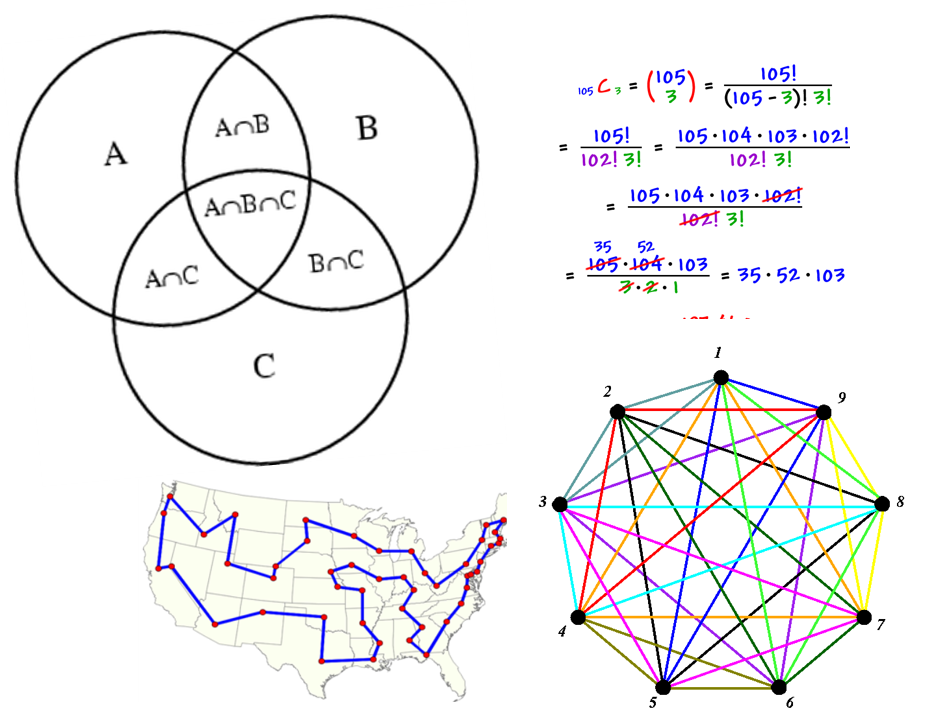 A
B
A∩B
A∩B∩C
A∩C
B∩C
C
105 C 3 = (105 3) = 105! / (105 - 3)! 3!
= 105! / 102! 3! = 105·104·103·102! / 102! 3!
= 105·104·103·102! / 102! 3!
35 52
= 105·104·103 / 3·2·1 = 35·52·103
1
2
9
3
8
4
7
5
6